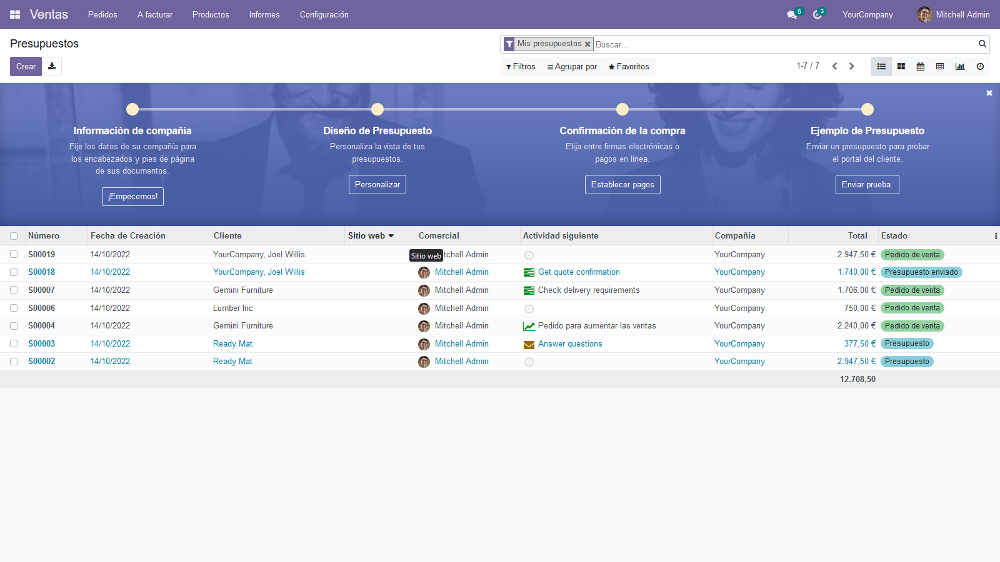 Ventas Pedidos A facturar Productos Informes Configuración 5 3 YourCompany Mitchell Admin
Presupuestos
Mis presupuestos Buscar...
Crear
Filtros Agrupar por Favoritos 1-7 / 7
Información de compañía
Fije los datos de su compañía para
los encabezados y pies de página
de sus documentos.
¡Empecemos!
Diseño de Presupuesto
Personaliza la vista de tus
presupuestos.
Personalizar
Confirmación de la compra
Elija entre firmas electrónicas o
pagos en línea.
Establecer pagos
Ejemplo de Presupuesto
Enviar un presupuesto para probar
el portal del cliente.
Enviar prueba.
Número Fecha de Creación Cliente Sitio web Comercial Actividad siguiente Compañía Total Estado
S00019 14/10/2022 YourCompany, Joel Willis Sitio web tchell Admin YourCompany 2.947,50 € Pedido de venta
S00018 14/10/2022 YourCompany, Joel Willis Mitchell Admin Get quote confirmation YourCompany 1.740,00 € Presupuesto enviado
S00007 14/10/2022 Gemini Furniture Mitchell Admin Check delivery requirements YourCompany 1.706,00 € Pedido de venta
S00006 14/10/2022 Lumber Inc Mitchell Admin YourCompany 750,00 € Pedido de venta
S00004 14/10/2022 Gemini Furniture Mitchell Admin Pedido para aumentar las ventas YourCompany 2.240,00 € Pedido de venta
S00003 14/10/2022 Ready Mat Mitchell Admin Answer questions YourCompany 377,50 € Presupuesto
S00002 14/10/2022 Ready Mat Mitchell Admin YourCompany 2.947,50 € Presupuesto
12.708,50